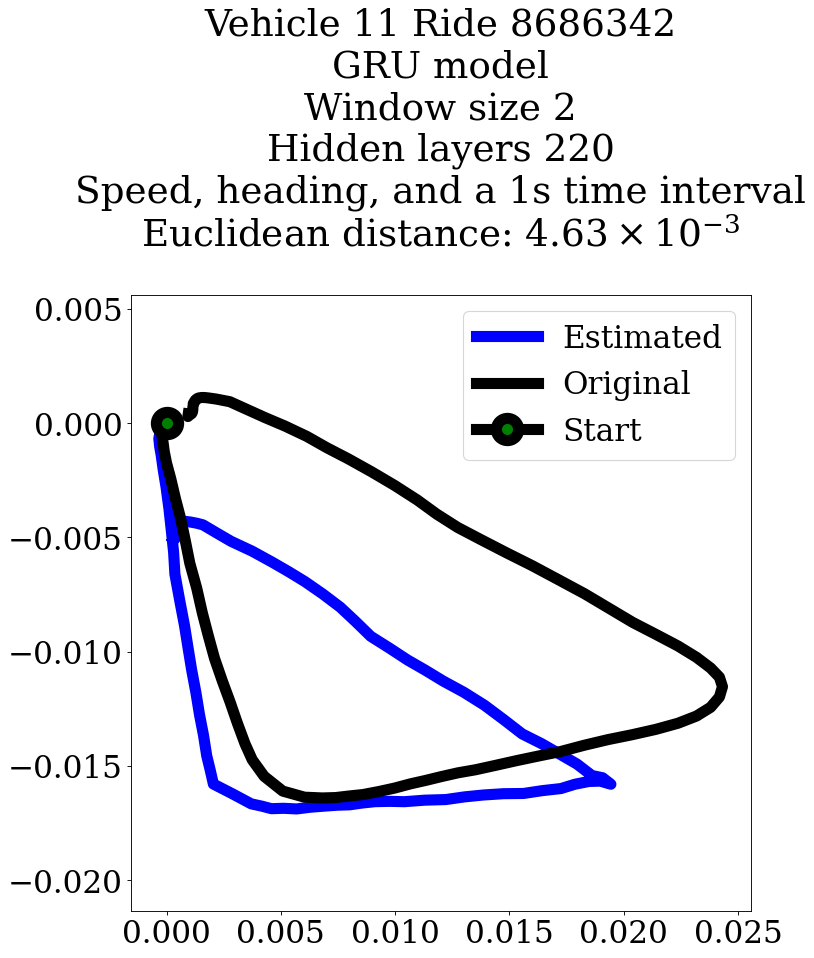 Vehicle 11 Ride 8686342
GRU model
Window size 2
Hidden layers 220
Speed, heading, and a 1s time interval
Euclidean distance: 4.63 × 10⁻³
Estimated
Original
Start
0.005
0.000
−0.005
−0.010
−0.015
−0.020
0.000 0.005 0.010 0.015 0.020 0.025